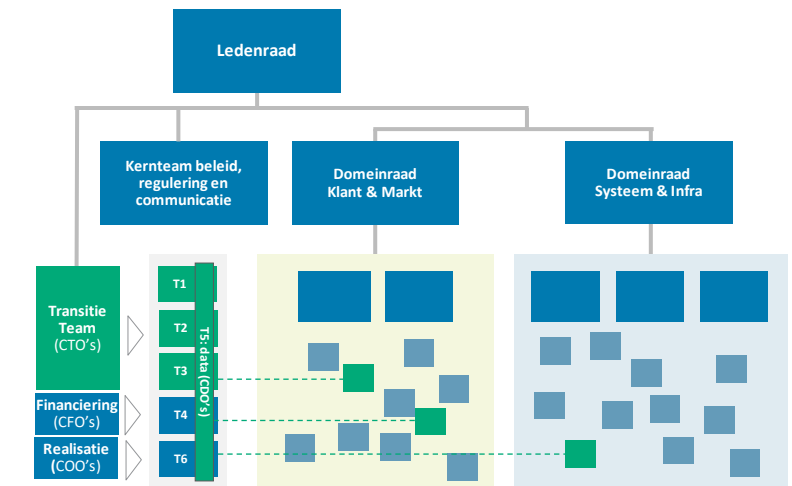 Ledenraad
Kernteam beleid,
regulering en
communicatie
Domeinraad
Klant & Markt
Domeinraad
Systeem & Infra
Transitie
Team
(CTO's)
Financiering
(CFO's)
Realisatie
(COO's)
T1
T2
T3
T4
T6
T5: data (CDO's)